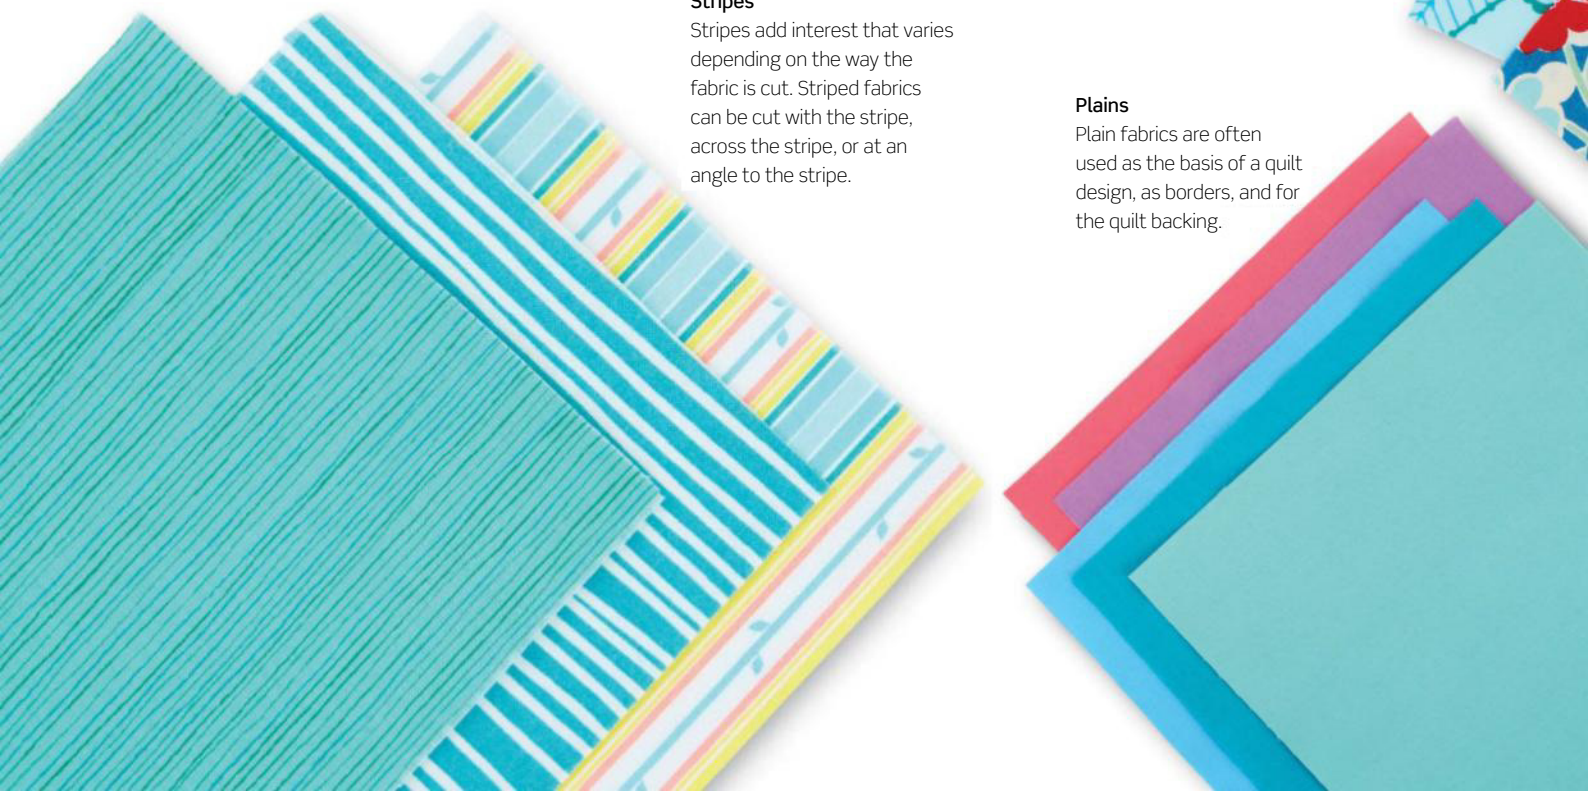 Stripes
Stripes add interest that varies
depending on the way the
fabric is cut. Striped fabrics
can be cut with the stripe,
across the stripe, or at an
angle to the stripe.
Plains
Plain fabrics are often
used as the basis of a quilt
design, as borders, and for
the quilt backing.